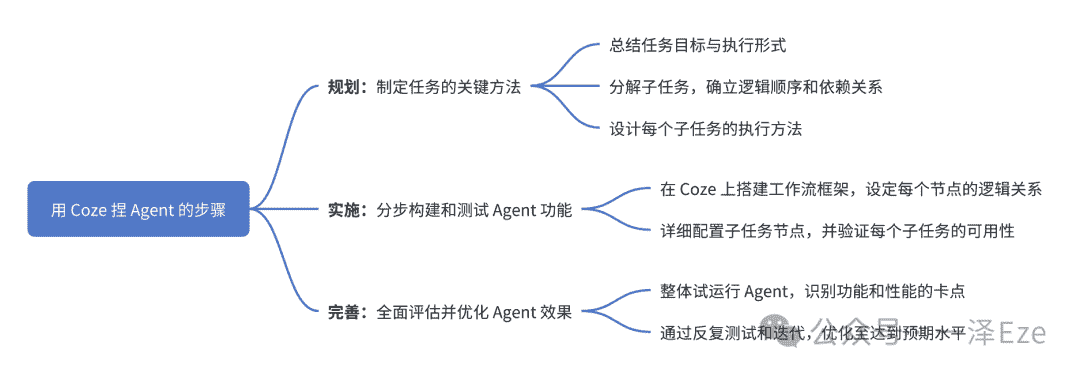 用 Coze 捏 Agent 的步骤
规划：制定任务的关键方法
总结任务目标与执行形式
分解子任务，确立逻辑顺序和依赖关系
设计每个子任务的执行方法
实施：分步构建和测试 Agent 功能
在 Coze 上搭建工作流框架，设定每个节点的逻辑关系
详细配置子任务节点，并验证每个子任务的可用性
完善：全面评估并优化 Agent 效果
整体试运行 Agent，识别功能和性能的卡点
通过反复测试和迭代，优化至达到预期水平
公众号 一泽Eze